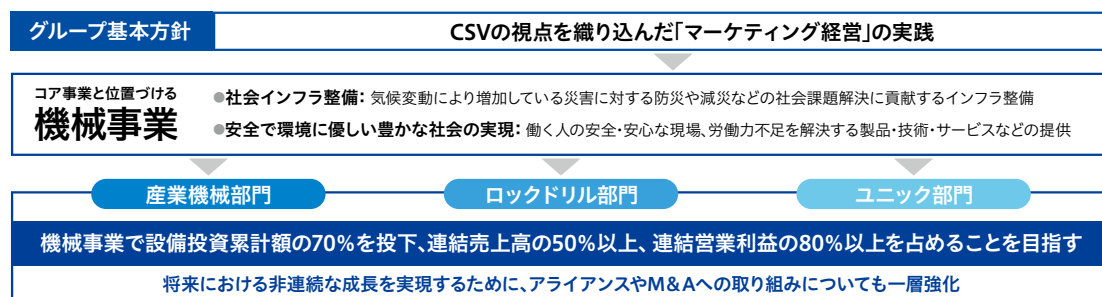 グループ基本方針
CSVの視点を織り込んだ「マーケティング経営」の実践
コア事業と位置づける
機械事業
●社会インフラ整備：気候変動により増加している災害に対する防災や減災などの社会課題解決に貢献するインフラ整備
●安全で環境に優しい豊かな社会の実現：働く人の安全・安心な現場、労働力不足を解決する製品・技術・サービスなどの提供
産業機械部門
ロックドリル部門
ユニック部門
機械事業で設備投資累計額の70%を投下、連結売上高の50%以上、連結営業利益の80%以上を占めることを目指す
将来における非連続な成長を実現するために、アライアンスやM&Aへの取り組みについても一層強化